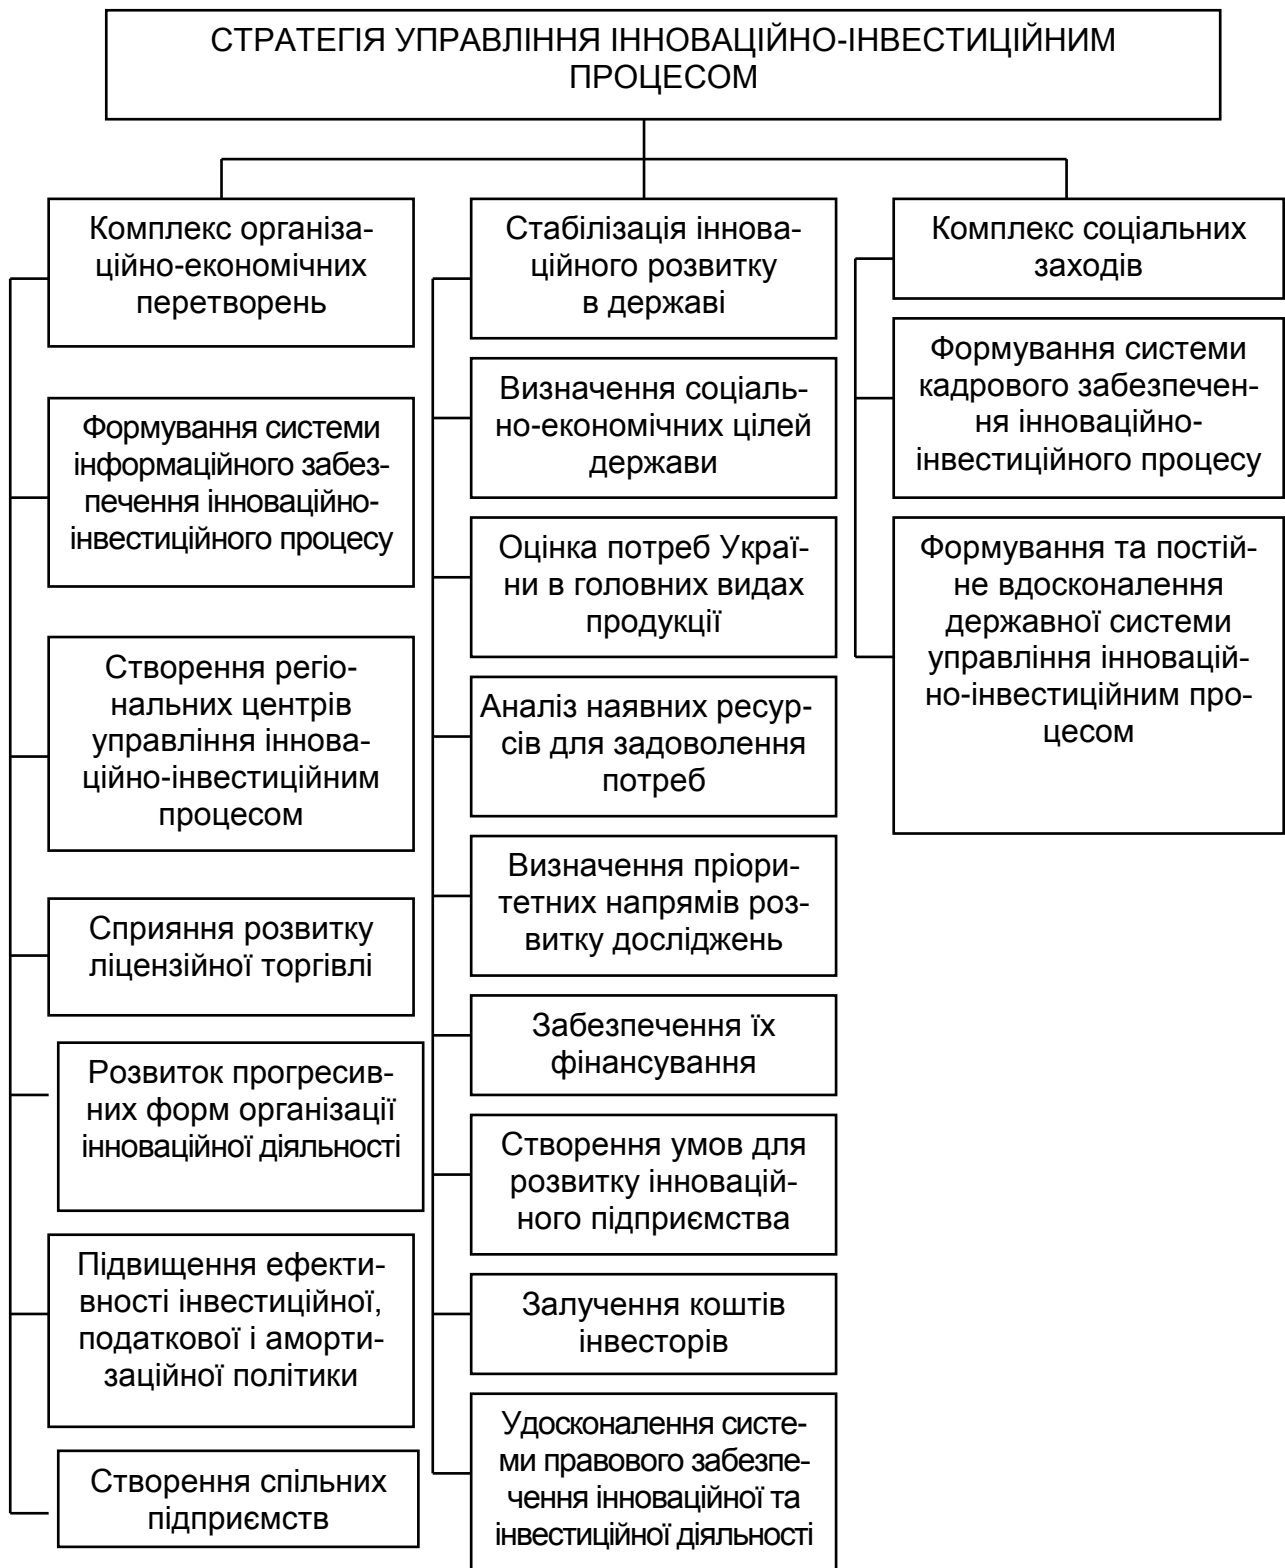 СТРАТЕГІЯ УПРАВЛІННЯ ІННОВАЦІЙНО-ІНВЕСТИЦІЙНИМ
ПРОЦЕСОМ
Комплекс організа-
ційно-економічних
перетворень
Формування системи
інформаційного забез-
печення інноваційно-
інвестиційного процесу
Створення регіо-
нальних центрів
управління іннова-
ційно-інвестиційним
процесом
Сприяння розвитку
ліцензійної торгівлі
Розвиток прогресив-
них форм організації
інноваційної діяльності
Підвищення ефекти-
вності інвестиційної,
податкової і аморти-
заційної політики
Створення спільних
підприємств
Стабілізація іннова-
ційного розвитку
в державі
Визначення соціаль-
но-економічних цілей
держави
Оцінка потреб Украї-
ни в головних видах
продукції
Аналіз наявних ресур-
сів для задоволення
потреб
Визначення пріори-
тетних напрямів роз-
витку досліджень
Забезпечення їх
фінансування
Створення умов для
розвитку інновацій-
ного підприємства
Залучення коштів
інвесторів
Удосконалення систе-
ми правового забезпе-
чення інноваційної та
інвестиційної діяльності
Комплекс соціальних
заходів
Формування системи
кадрового забезпечен-
ня інноваційно-
інвестиційного процесу
Формування та постій-
не вдосконалення
державної системи
управління інновацій-
но-інвестиційним про-
цесом